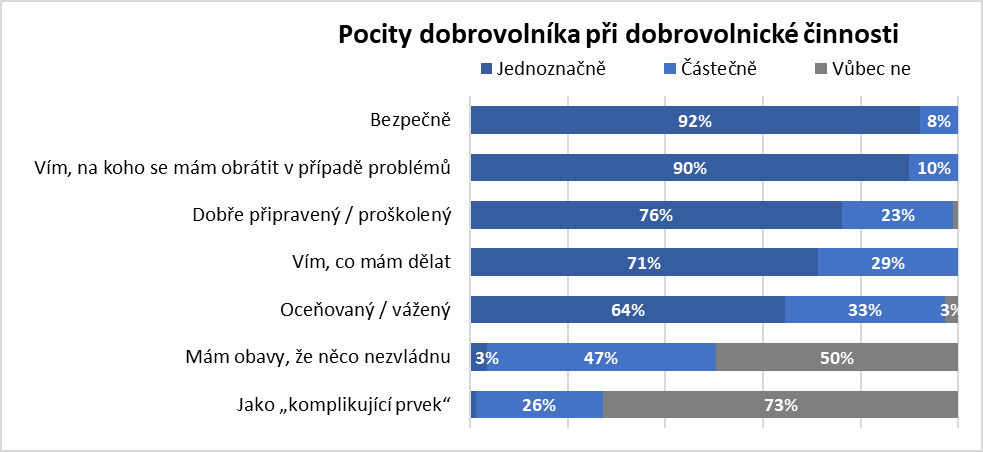 Pocity dobrovolníka při dobrovolnické činnosti
Jednoznačně Částečně Vůbec ne
Bezpečně 92% 8%
Vím, na koho se mám obrátit v případě problémů 90% 10%
Dobře připravený / proškolený 76% 23%
Vím, co mám dělat 71% 29%
Oceňovaný / vážený 64% 33% 3%
Mám obavy, že něco nezvládnu 3% 47% 50%
Jako „komplikující prvek“ 26% 73%